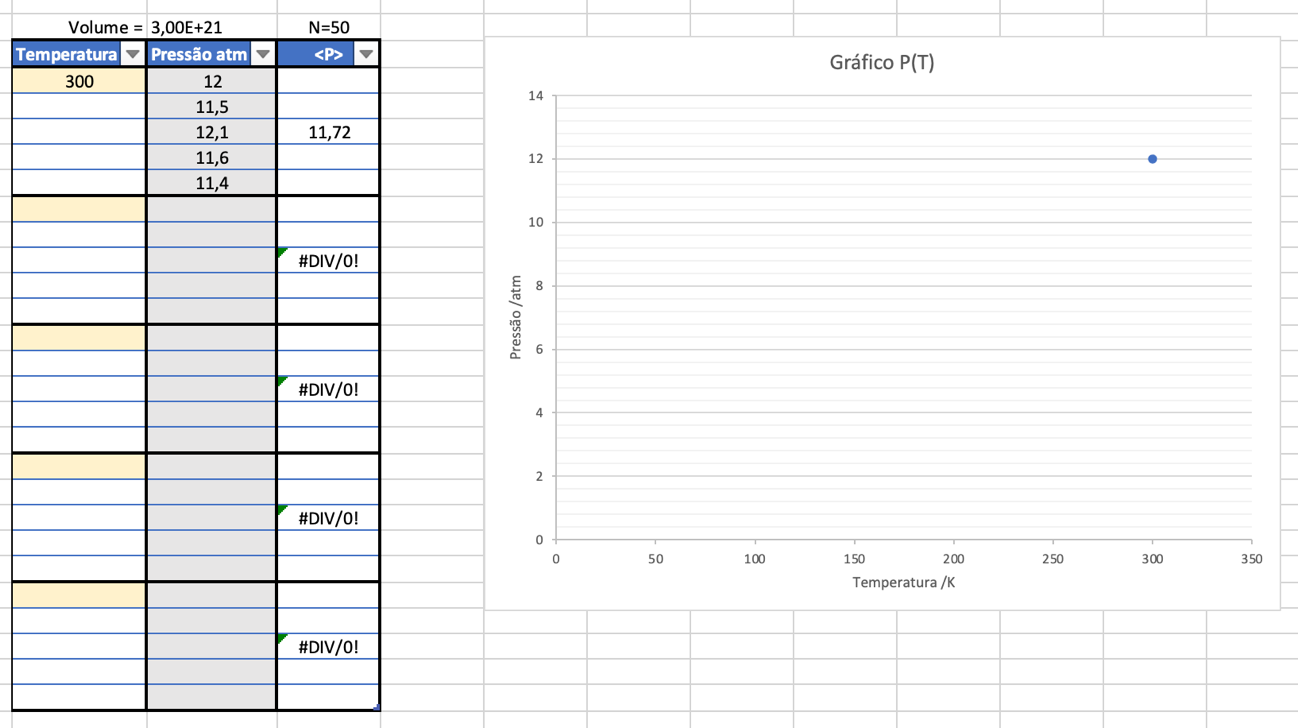 Volume = 3,00E+21 N=50
Temperatura Pressão atm <P>
300 12
11,5
12,1 11,72
11,6
11,4
#DIV/0!
#DIV/0!
#DIV/0!
#DIV/0!
Gráfico P(T)
14
12
10
8
6
4
2
0
Pressão /atm
0 50 100 150 200 250 300 350
Temperatura /K